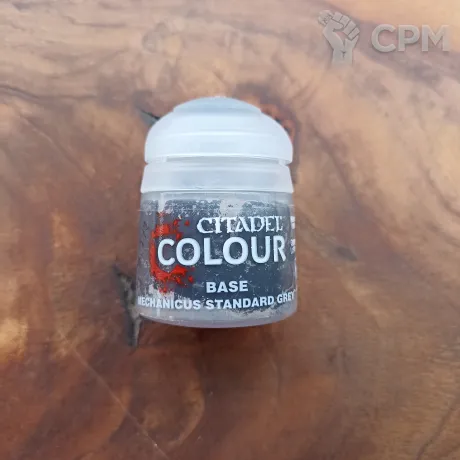 CPM
CITADEL
COLOUR
BASE
MECHANICUS STANDARD GREY